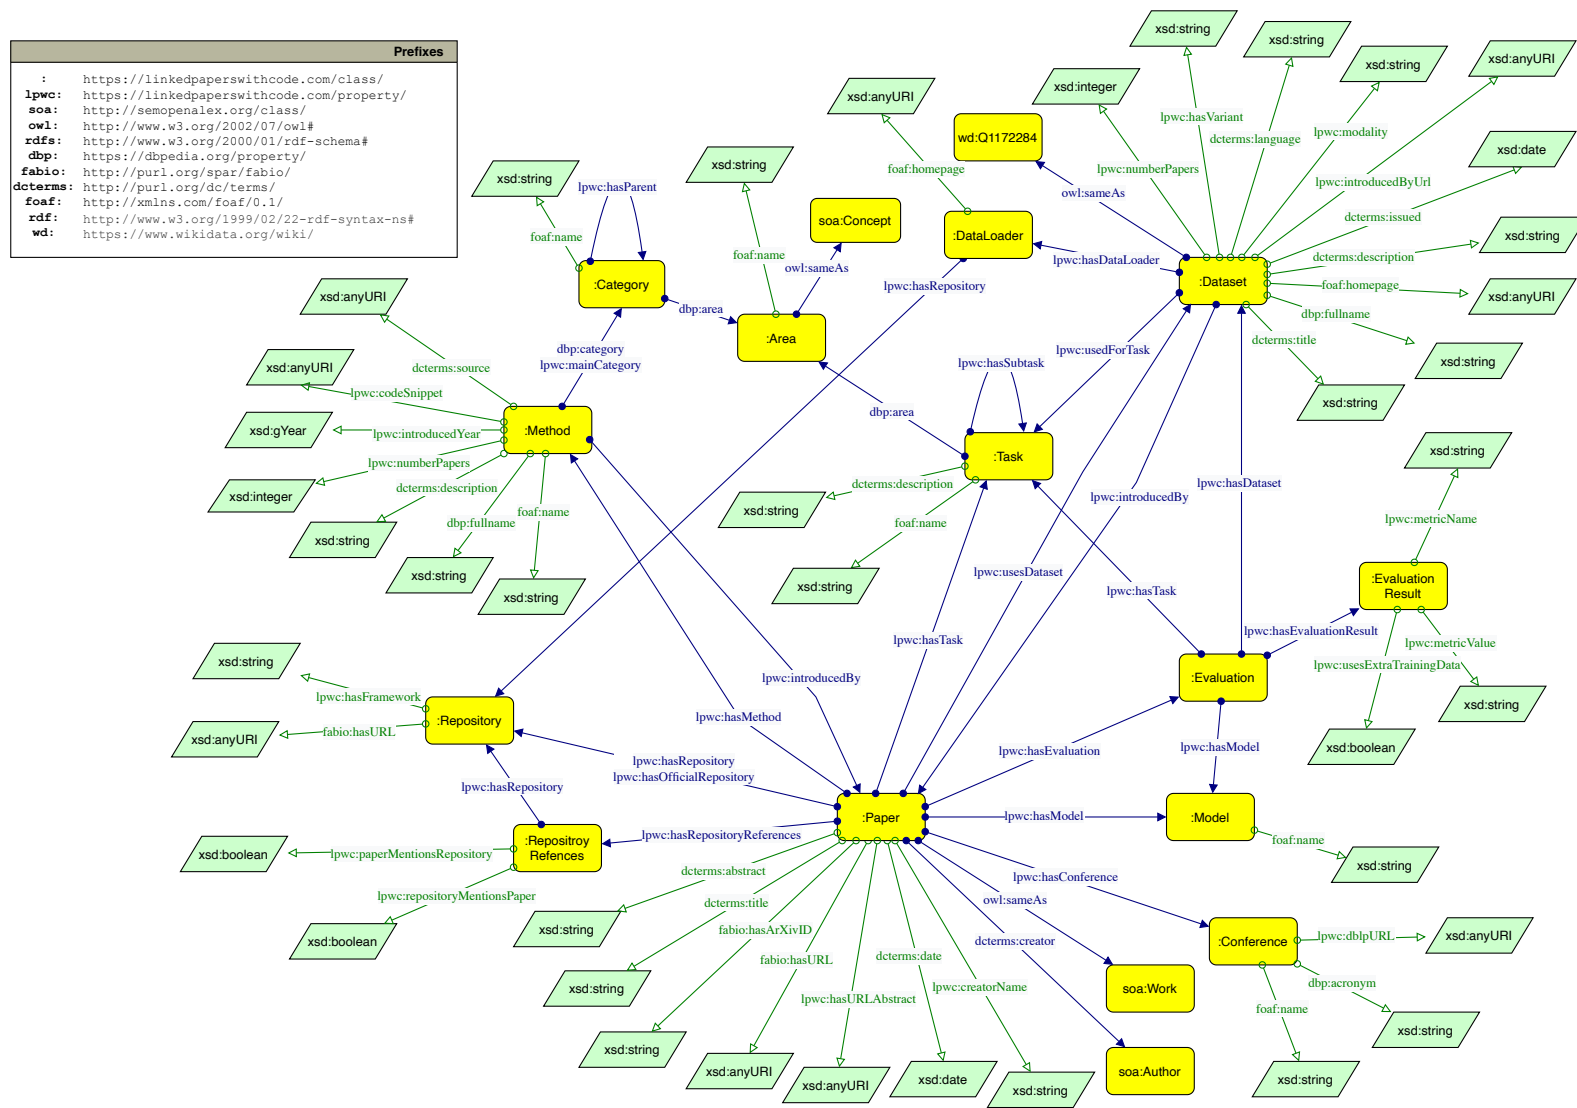 Prefixes
: https://linkedpaperswithcode.com/class/
lpwc: https://linkedpaperswithcode.com/property/
soa: http://semopenalex.org/class/
owl: http://www.w3.org/2002/07/owl#
rdfs: http://www.w3.org/2000/01/rdf-schema#
dbp: https://dbpedia.org/property/
fabio: http://purl.org/spar/fabio/
dcterms: http://purl.org/dc/terms/
foaf: http://xmlns.com/foaf/0.1/
rdf: http://www.w3.org/1999/02/22-rdf-syntax-ns#
wd: https://www.wikidata.org/wiki/
xsd:string
xsd:string
xsd:string
xsd:anyURI
xsd:integer
xsd:anyURI
lpwc:hasVariant
dcterms:language
lpwc:modality
wd:Q1172284
xsd:date
xsd:string
xsd:string
lpwc:hasParent
foaf:homepage
lpwc:numberPapers
lpwc:introducedByUrl
owl:sameAs
dcterms:issued
soa:Concept
:DataLoader
xsd:string
foaf:name
foaf:name
owl:sameAs
lpwc:hasDataLoader
dcterms:description
:Category
lpwc:hasRepository
:Dataset
foaf:homepage
xsd:anyURI
xsd:anyURI
dbp:area
dbp:fullname
:Area
dcterms:title
xsd:string
dbp:category
lpwc:mainCategory
lpwc:usedForTask
lpwc:hasSubtask
xsd:anyURI
dcterms:source
lpwc:codeSnippet
xsd:string
dbp:area
xsd:gYear
lpwc:introducedYear
:Method
xsd:string
:Task
lpwc:numberPapers
dcterms:description
xsd:integer
dcterms:description
lpwc:hasDataset
lpwc:introducedBy
xsd:string
foaf:name
dbp:fullname
foaf:name
lpwc:metricName
xsd:string
xsd:string
xsd:string
xsd:string
lpwc:usesDataset
lpwc:hasTask
:Evaluation
Result
lpwc:hasEvaluationResult
lpwc:hasTask
lpwc:metricValue
xsd:string
lpwc:usesExtraTrainingData
lpwc:introducedBy
:Evaluation
lpwc:hasFramework
xsd:string
:Repository
lpwc:hasMethod
fabio:hasURL
xsd:anyURI
xsd:boolean
lpwc:hasEvaluation
lpwc:hasModel
lpwc:hasRepository
lpwc:hasOfficialRepository
lpwc:hasRepository
:Paper
lpwc:hasModel
:Model
lpwc:hasRepositoryReferences
foaf:name
:Repositroy
Refences
xsd:boolean
lpwc:paperMentionsRepository
xsd:string
dcterms:abstract
lpwc:hasConference
lpwc:repositoryMentionsPaper
owl:sameAs
dcterms:title
xsd:string
fabio:hasArXivID
xsd:boolean
dcterms:creator
:Conference
lpwc:dblpURL
xsd:anyURI
dcterms:date
fabio:hasURL
dbp:acronym
lpwc:creatorName
xsd:string
soa:Work
lpwc:hasURLAbstract
foaf:name
xsd:string
xsd:string
xsd:anyURI
soa:Author
xsd:date
xsd:string
xsd:anyURI
xsd:string